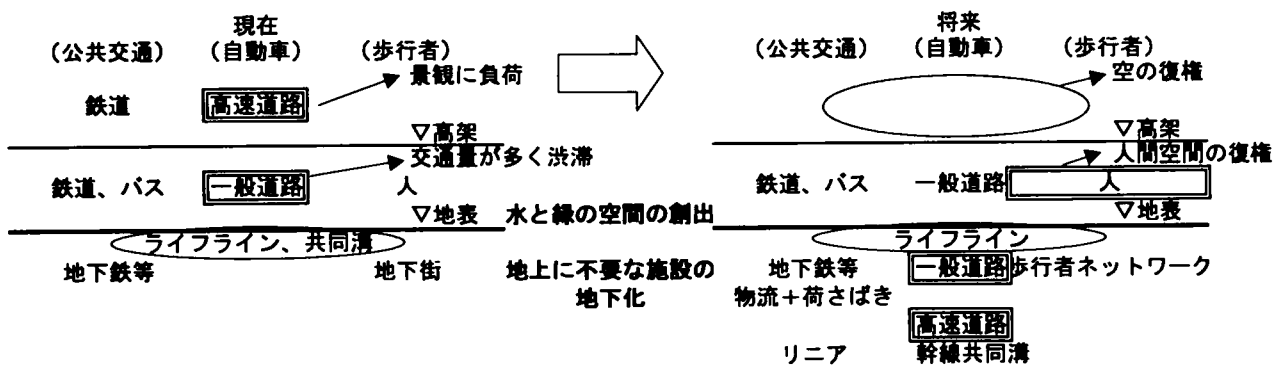 現在
(公共交通) (自動車) (歩行者)
景観に負荷
鉄道 高速道路
▽高架
交通量が多く渋滞
鉄道、バス 一般道路 人
▽地表
ライフライン、共同溝
地下鉄等 地下街
水と緑の空間の創出
地上に不要な施設の
地下化
将来
(公共交通) (自動車) (歩行者)
空の復権
▽高架
人間空間の復権
鉄道、バス 一般道路 人
▽地表
ライフライン
地下鉄等 一般道路 歩行者ネットワーク
物流+荷さばき
高速道路
リニア 幹線共同溝